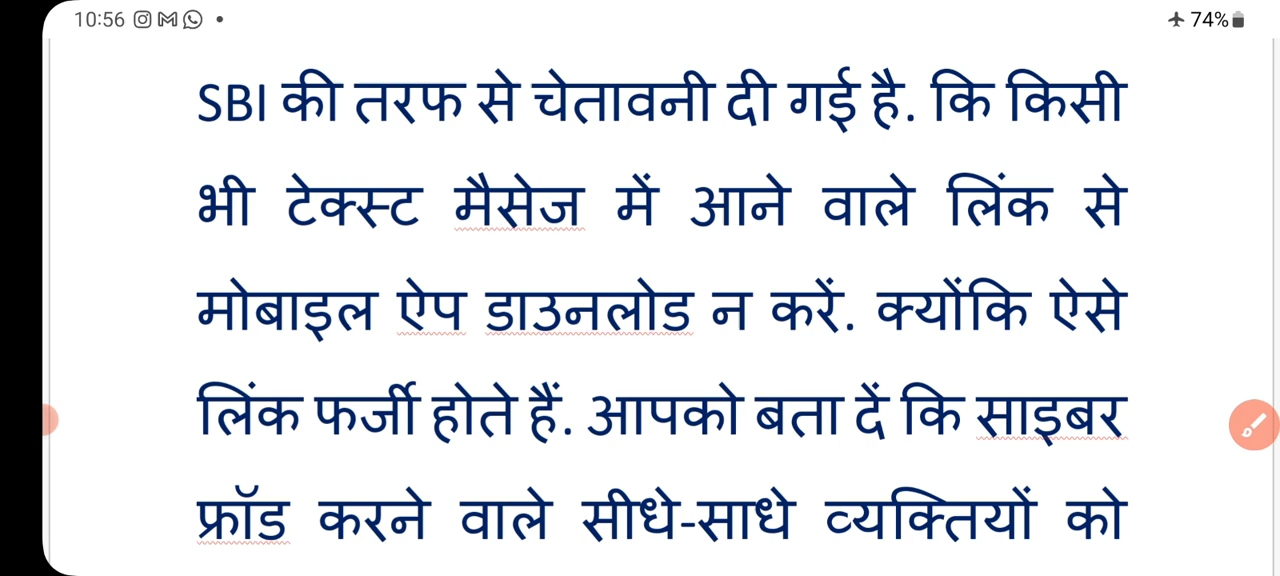 10:56
74%
SBI की तरफ से चेतावनी दी गई है. कि किसी
भी टेक्स्ट मैसेज में आने वाले लिंक से
मोबाइल ऐप डाउनलोड न करें. क्योंकि ऐसे
लिंक फर्जी होते हैं. आपको बता दें कि साइबर
फ्रॉड करने वाले सीधे-साधे व्यक्तियों को